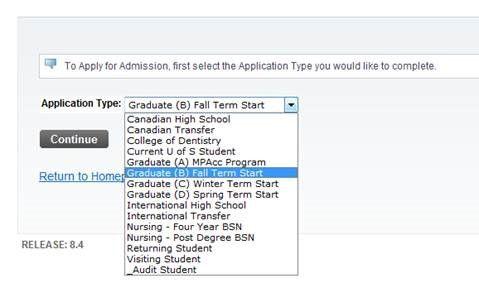 To Apply for Admission, first select the Application Type you would like to complete.
Application Type: Graduate (B) Fall Term Start
Canadian High School
Canadian Transfer
College of Dentistry
Current U of S Student
Graduate (A) MPAcc Program
Graduate (B) Fall Term Start
Graduate (C) Winter Term Start
Graduate (D) Spring Term Start
International High School
International Transfer
Nursing - Four Year BSN
Nursing - Post Degree BSN
Returning Student
Visiting Student
_Audit Student
Continue
Return to Homep
RELEASE: 8.4